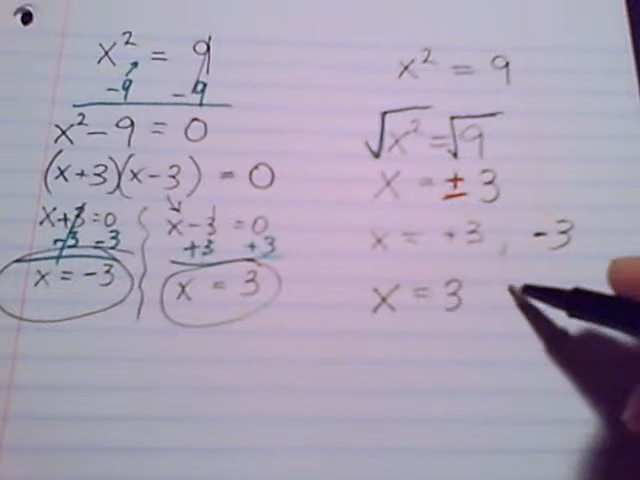 x² = 9
-9 -9
x² - 9 = 0
(x+3)(x-3) = 0
x+3=0
-3 -3
x = -3
x-3 = 0
+3 +3
x = 3
x² = 9
√x² = √9
x = ± 3
x = +3, -3
x = 3